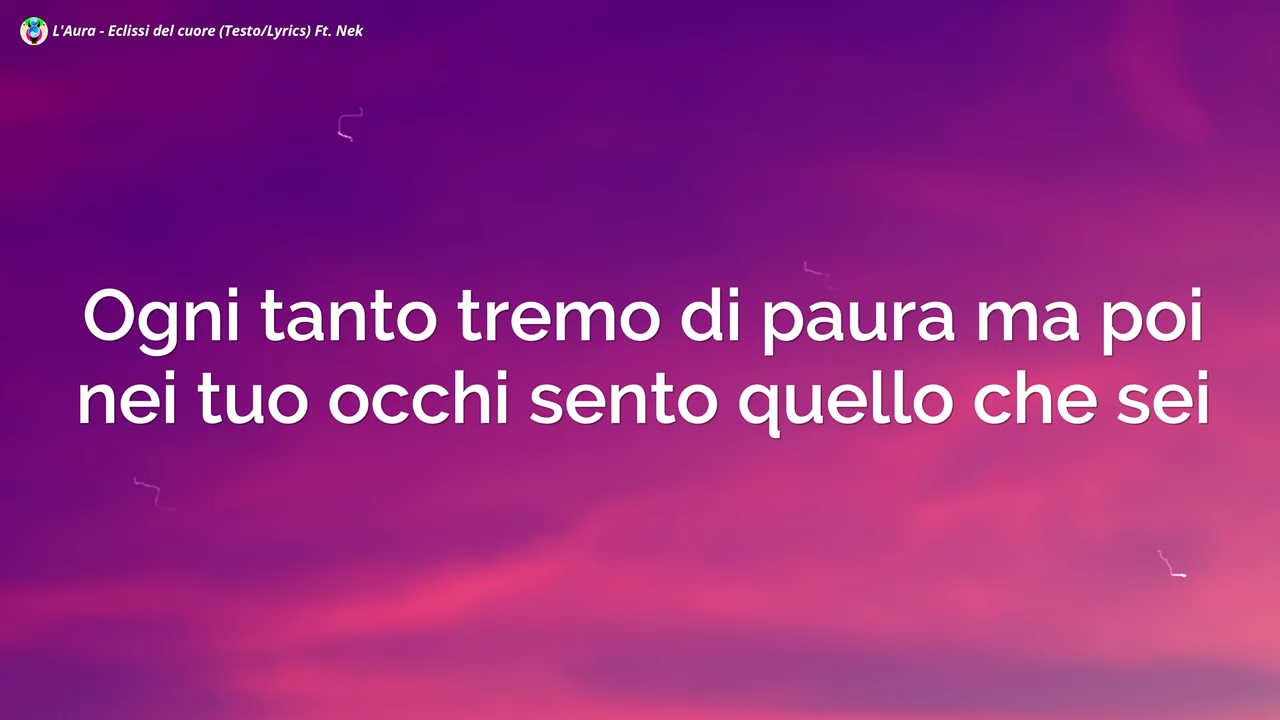 L'Aura - Eclissi del cuore (Testo/Lyrics) Ft. Nek
Ogni tanto tremo di paura ma poi
nei tuo occhi sento quello che sei